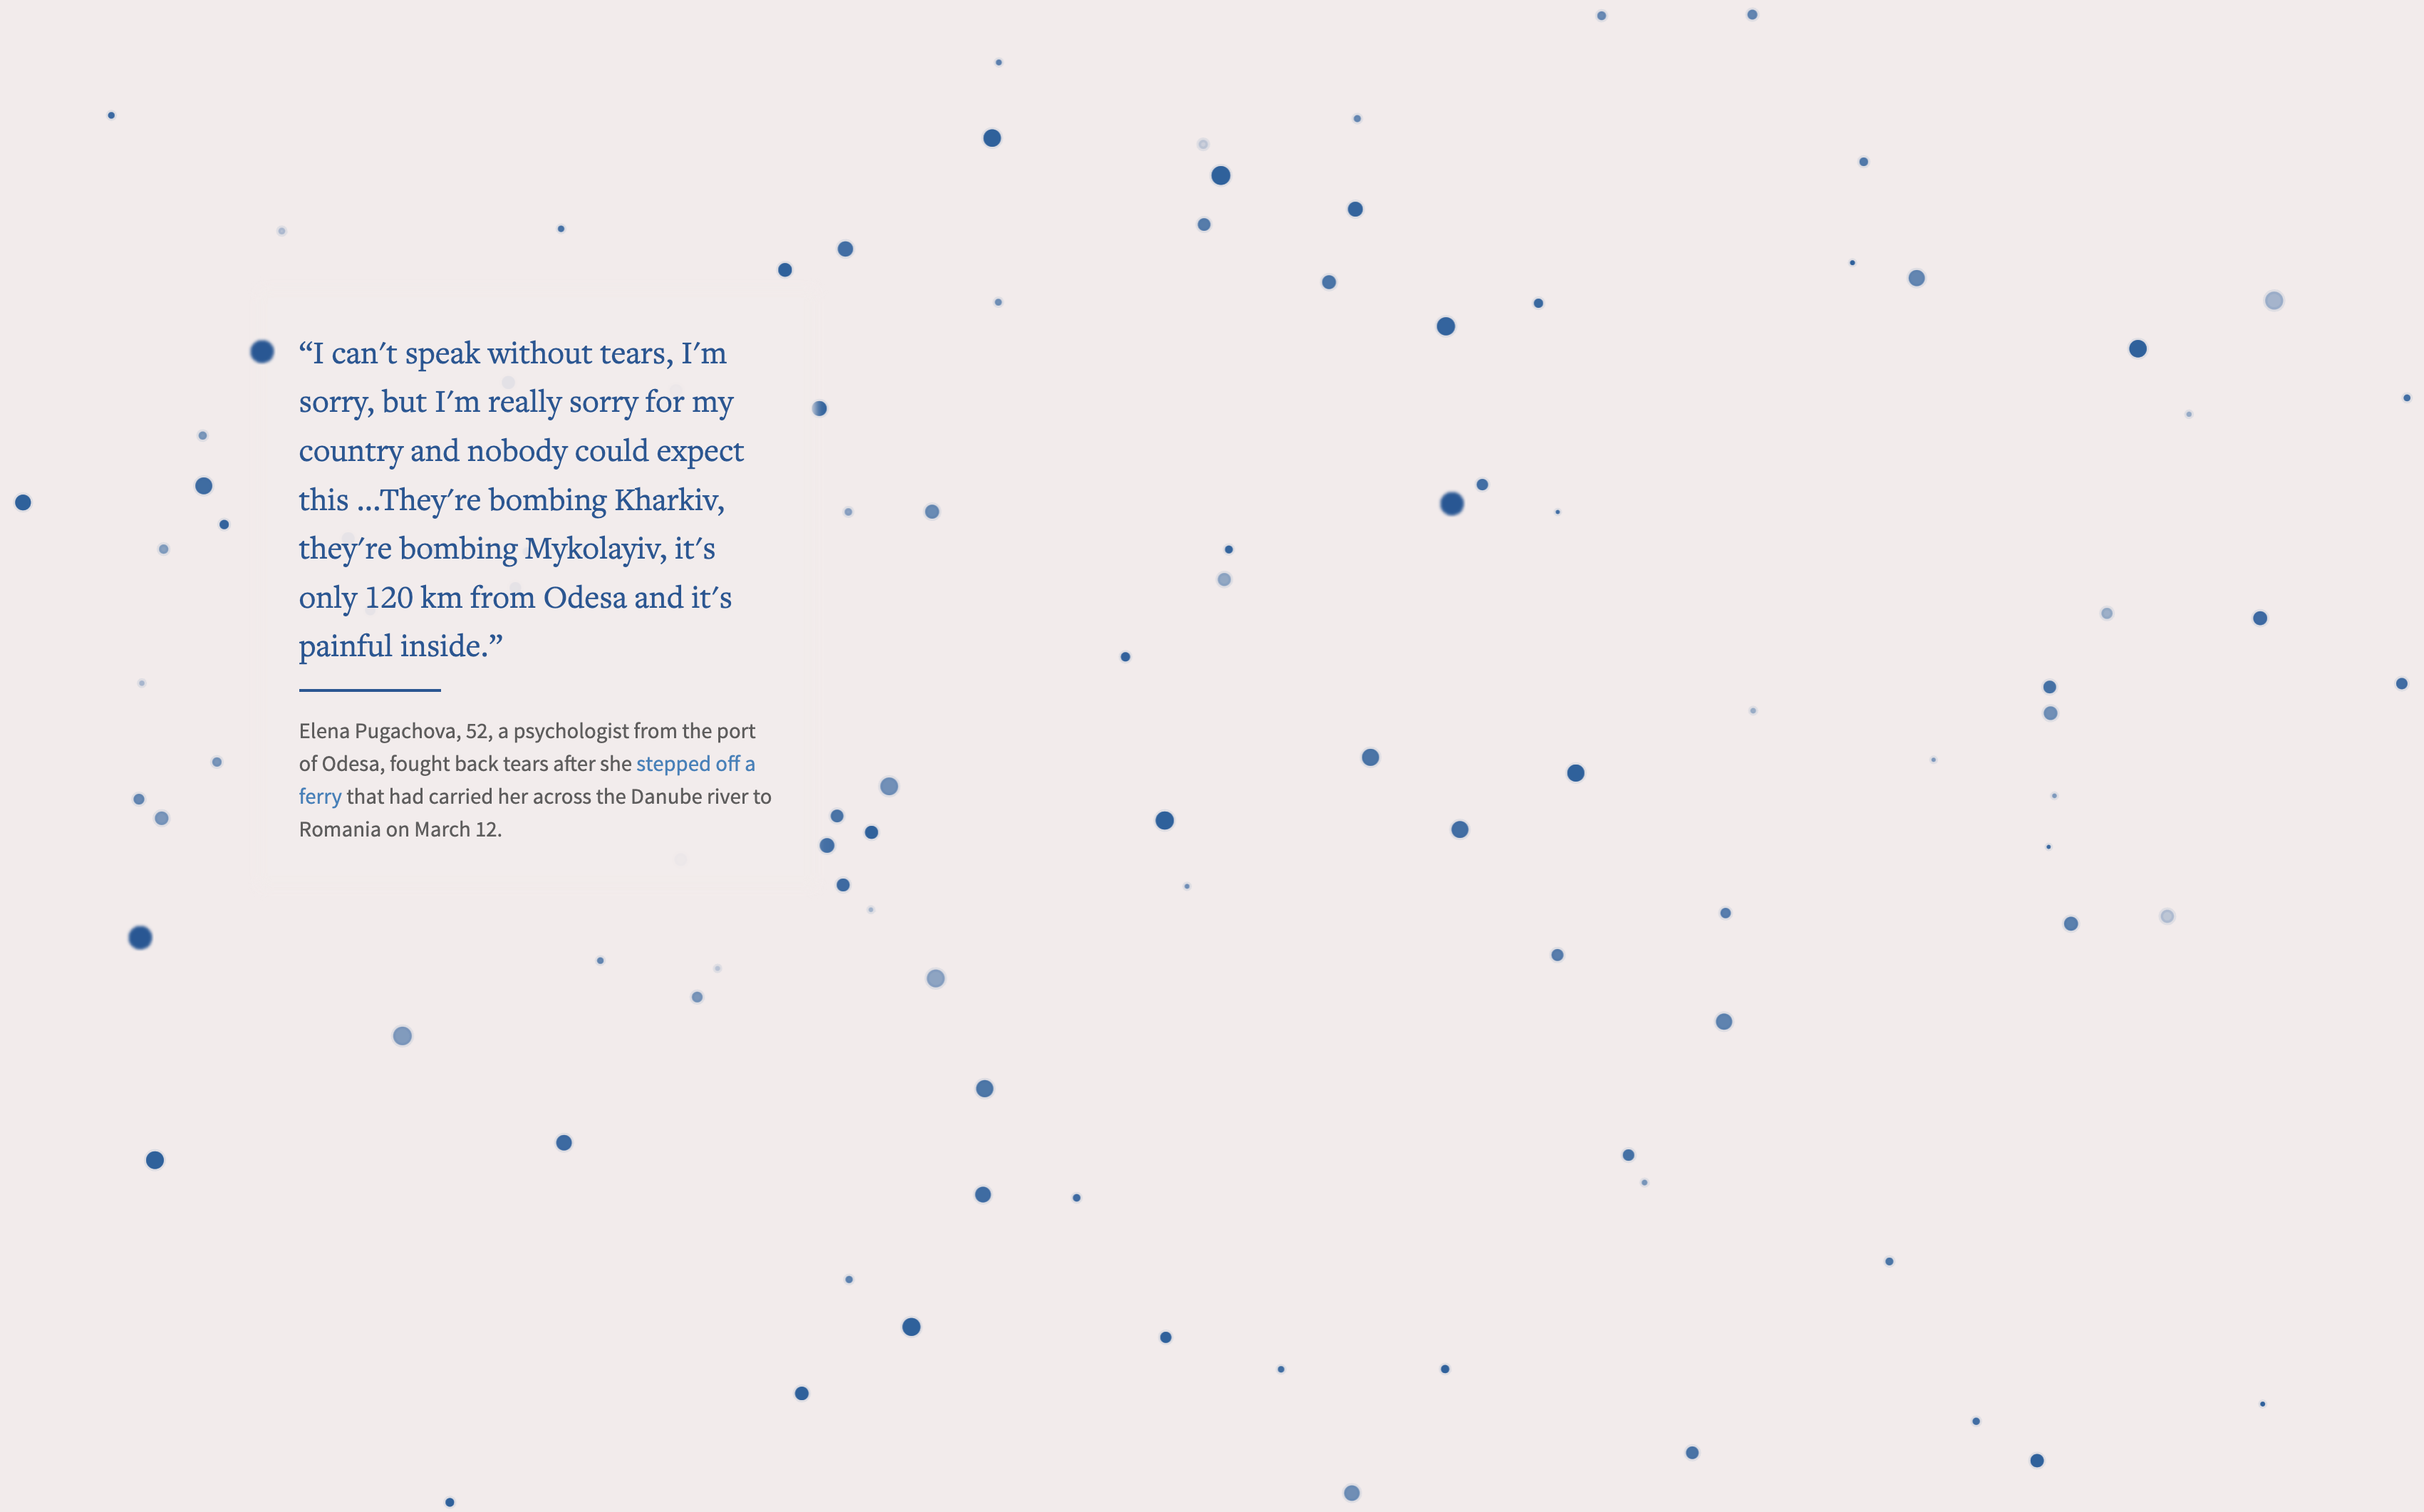 “I can't speak without tears, I'm
sorry, but I'm really sorry for my
country and nobody could expect
this ...They're bombing Kharkiv,
they're bombing Mykolayiv, it's
only 120 km from Odesa and it's
painful inside.”
Elena Pugachova, 52, a psychologist from the port
of Odesa, fought back tears after she stepped off a
ferry that had carried her across the Danube river to
Romania on March 12.